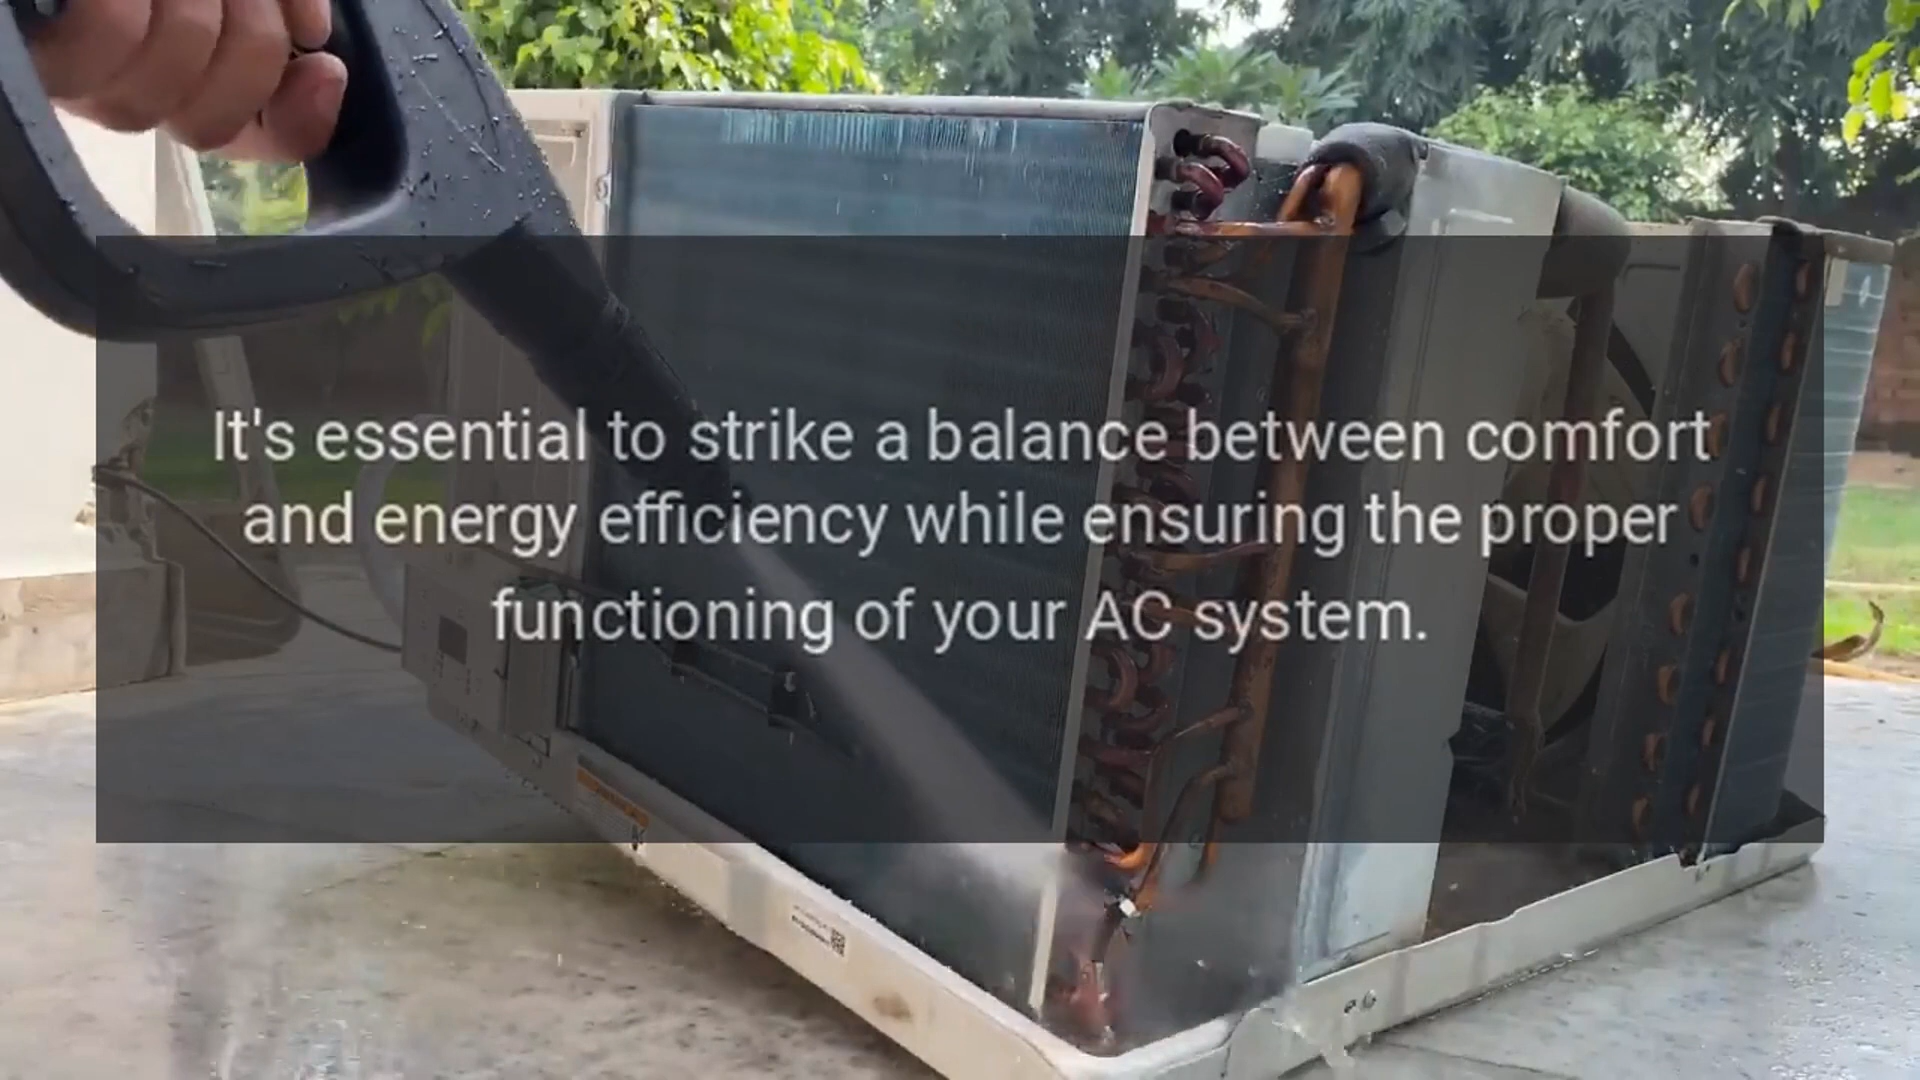 It's essential to strike a balance between comfort
and energy efficiency while ensuring the proper
functioning of your AC system.